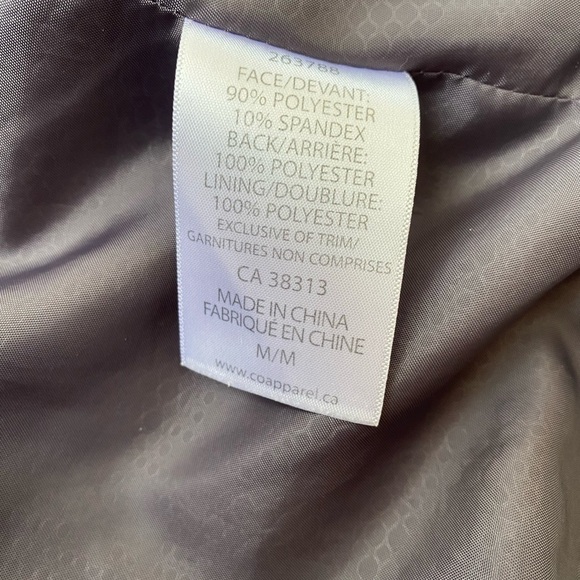 263788
FACE/DEVANT:
90% POLYESTER
10% SPANDEX
BACK/ARRIÈRE:
100% POLYESTER
LINING/DOUBLURE:
100% POLYESTER
EXCLUSIVE OF TRIM/
GARNITURES NON COMPRISES
CA 38313
MADE IN CHINA
FABRIQUÉ EN CHINE
M/M
www.coapparel.ca